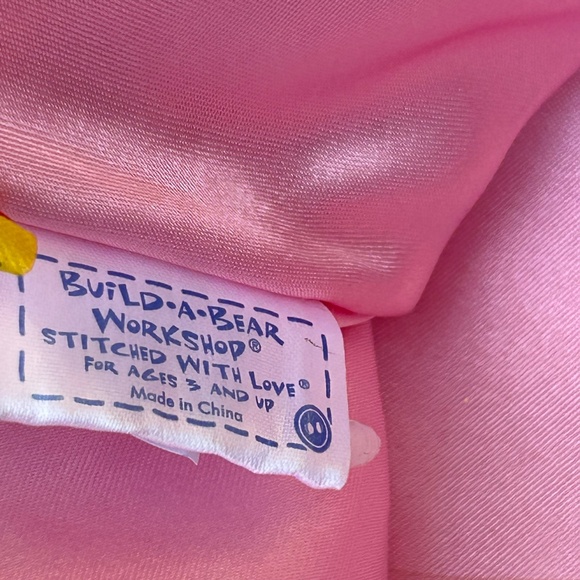 BUiLD-A-BEAR
WORKSHOP®
STITCHED WITH LOVE®
FOR AGES 3 AND UP
Made in China